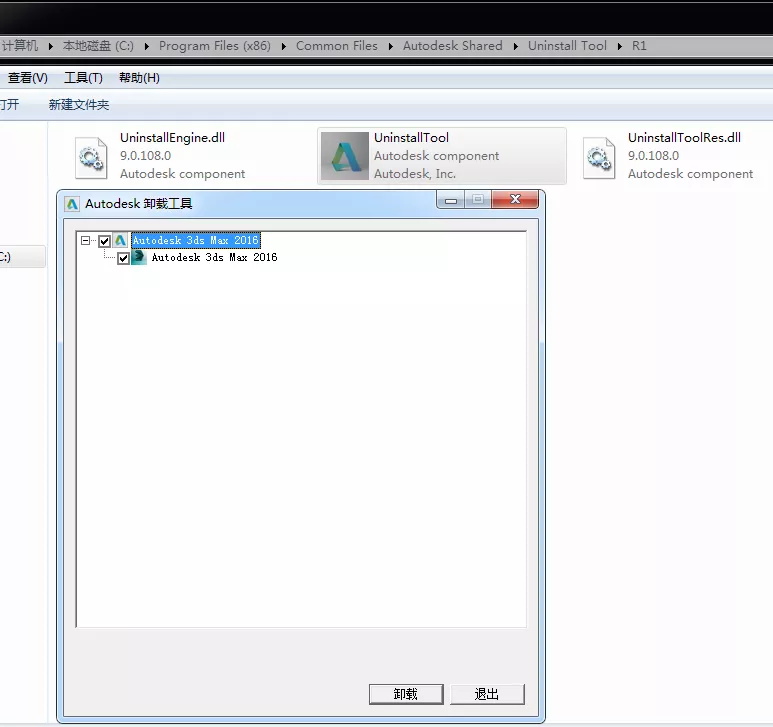 计算机 ▸ 本地磁盘 (C:) ▸ Program Files (x86) ▸ Common Files ▸ Autodesk Shared ▸ Uninstall Tool ▸ R1
查看(V) 工具(T) 帮助(H)
打开 新建文件夹
UninstallEngine.dll
9.0.108.0
Autodesk component
UninstallTool
Autodesk component
Autodesk, Inc.
UninstallToolRes.dll
9.0.108.0
Autodesk component
C:)
Autodesk 卸载工具
Autodesk 3ds Max 2016
Autodesk 3ds Max 2016
卸载 退出